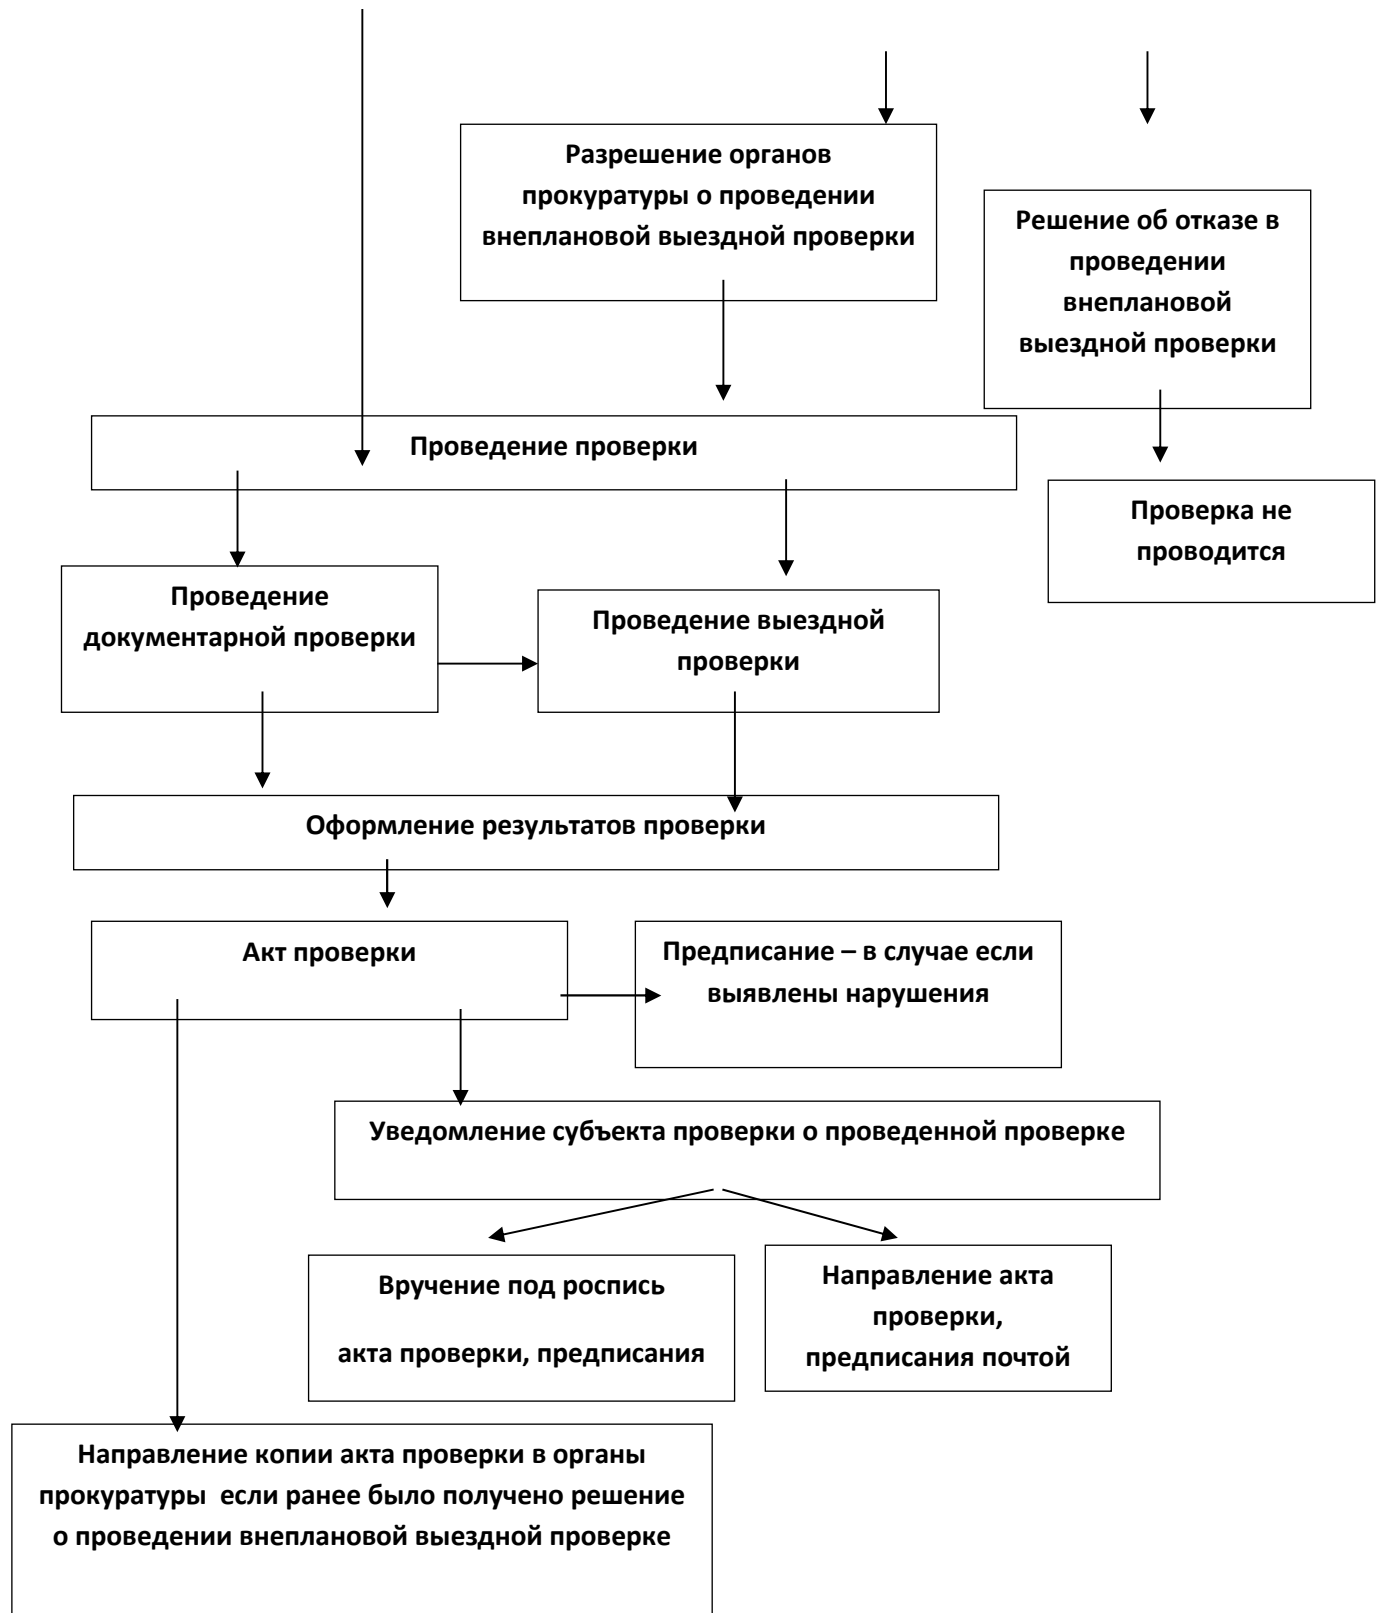 Разрешение органов
прокуратуры о проведении
внеплановой выездной проверки
Решение об отказе в
проведении
внеплановой
выездной проверки
Проведение проверки
Проверка не
проводится
Проведение
документарной проверки
Проведение выездной
проверки
Оформление результатов проверки
Акт проверки
Предписание – в случае если
выявлены нарушения
Уведомление субъекта проверки о проведенной проверке
Вручение под роспись
акта проверки, предписания
Направление акта
проверки,
предписания почтой
Направление копии акта проверки в органы
прокуратуры  если ранее было получено решение
о проведении внеплановой выездной проверке